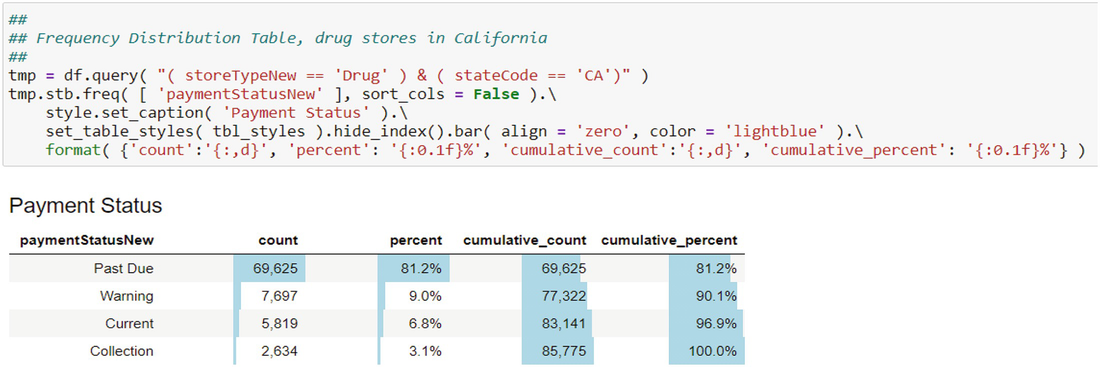 ##
## Frequency Distribution Table, drug stores in California
##
tmp = df.query( "( storeTypeNew == 'Drug' ) & ( stateCode == 'CA')" )
tmp.stb.freq( [ 'paymentStatusNew' ], sort_cols = False ).\
    style.set_caption( 'Payment Status' ).\
    set_table_styles( tbl_styles ).hide_index().bar( align = 'zero', color = 'lightblue' ).\
    format( {'count':'{:,d}', 'percent': '{:0.1f}%', 'cumulative_count':'{:,d}', 'cumulative_percent': '{:0.1f}%'} )
Payment Status
paymentStatusNew count percent cumulative_count cumulative_percent
Past Due 69,625 81.2% 69,625 81.2%
Warning 7,697 9.0% 77,322 90.1%
Current 5,819 6.8% 83,141 96.9%
Collection 2,634 3.1% 85,775 100.0%